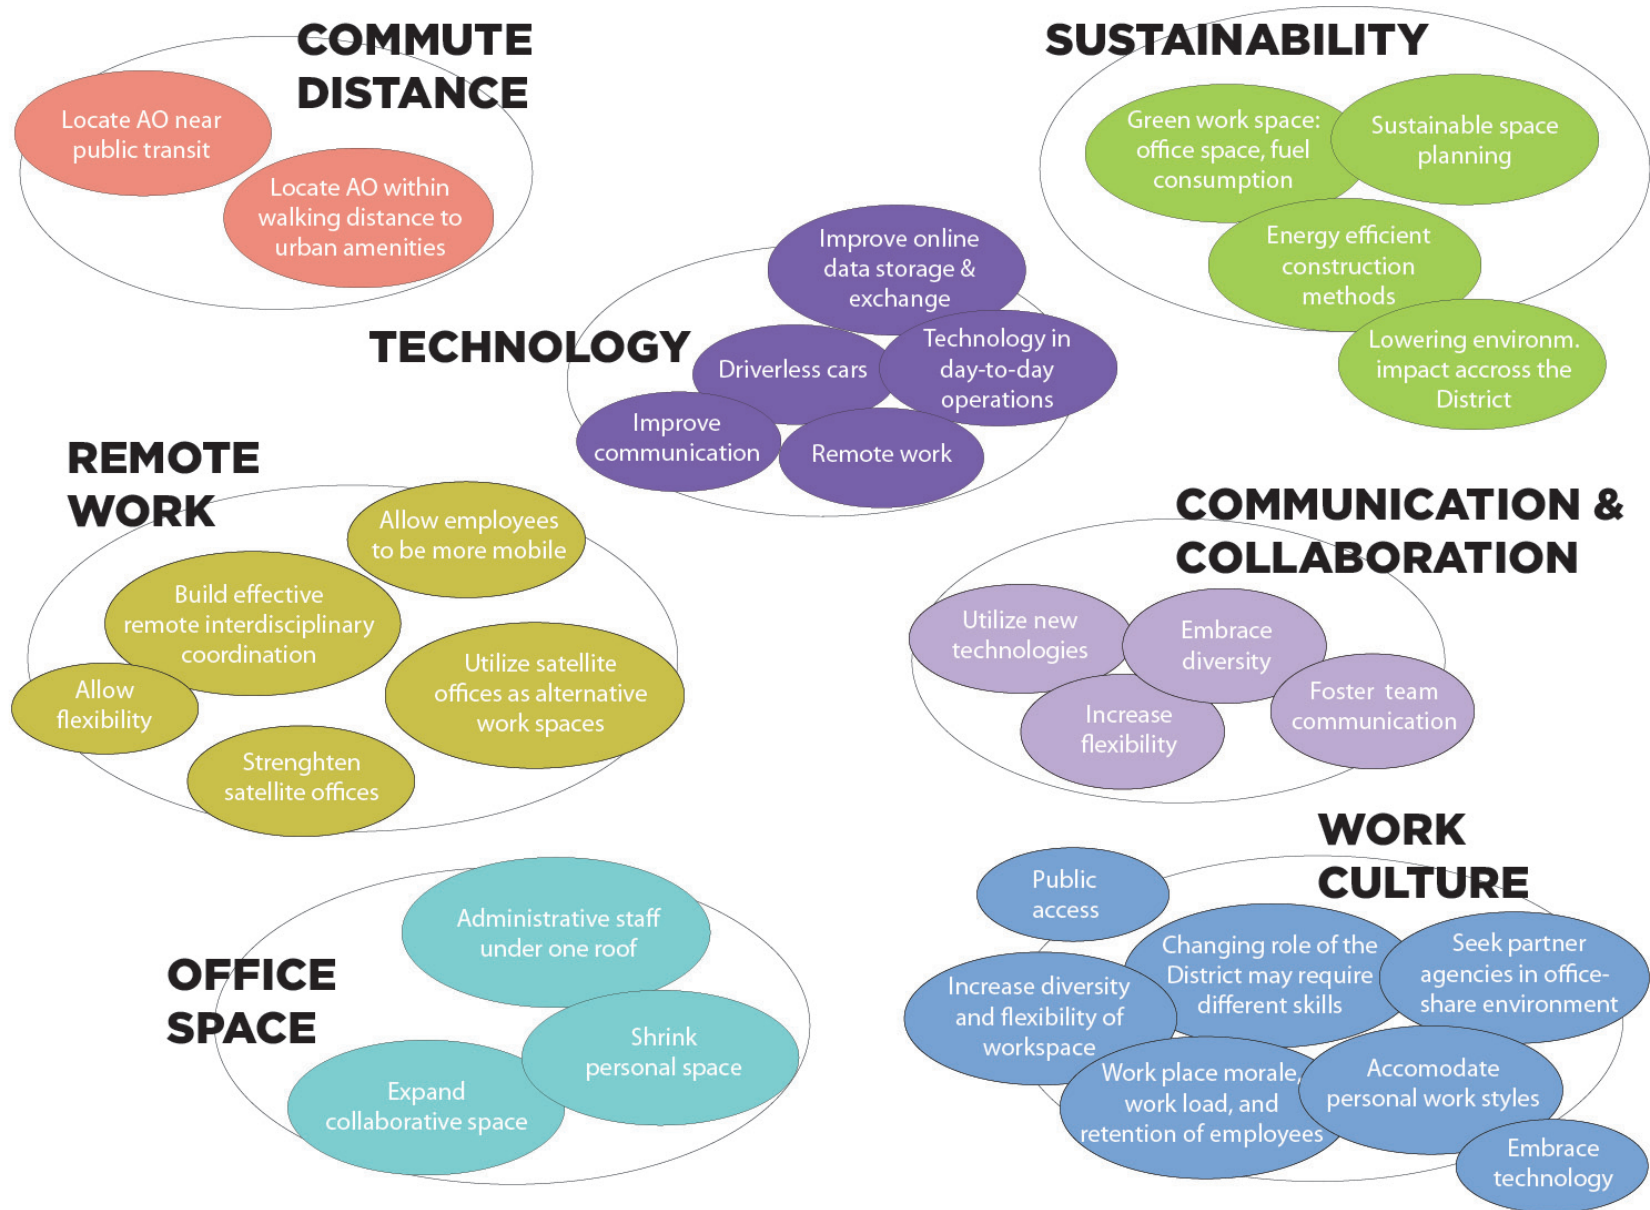 COMMUTE
DISTANCE
Locate AO near
public transit
Locate AO within
walking distance to
urban amenities
SUSTAINABILITY
Green work space:
office space, fuel
consumption
Sustainable space
planning
Energy efficient
construction
methods
Lowering environm.
impact accross the
District
TECHNOLOGY
Improve online
data storage &
exchange
Driverless cars
Technology in
day-to-day
operations
Improve
communication
Remote work
REMOTE
WORK
Allow employees
to be more mobile
Build effective
remote interdisciplinary
coordination
Allow
flexibility
Utilize satellite
offices as alternative
work spaces
Strenghten
satellite offices
COMMUNICATION &
COLLABORATION
Utilize new
technologies
Embrace
diversity
Increase
flexibility
Foster team
communication
OFFICE
SPACE
Administrative staff
under one roof
Shrink
personal space
Expand
collaborative space
WORK
CULTURE
Public
access
Changing role of the
District may require
different skills
Seek partner
agencies in office-
share environment
Increase diversity
and flexibility of
workspace
Work place morale,
work load, and
retention of employees
Accomodate
personal work styles
Embrace
technology